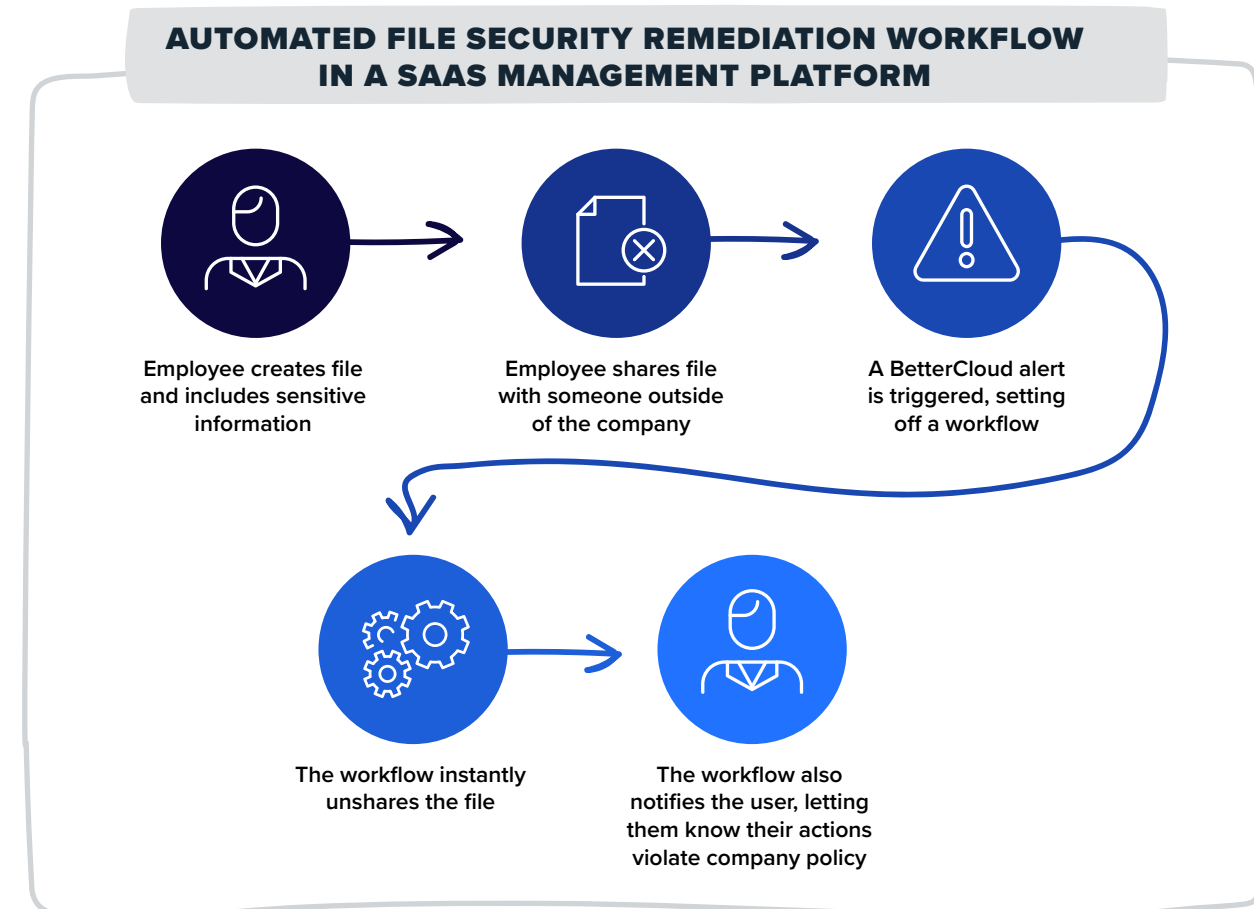 AUTOMATED FILE SECURITY REMEDIATION WORKFLOW
IN A SAAS MANAGEMENT PLATFORM
Employee creates file
and includes sensitive
information
Employee shares file
with someone outside
of the company
A BetterCloud alert
is triggered, setting
off a workflow
The workflow instantly
unshares the file
The workflow also
notifies the user, letting
them know their actions
violate company policy